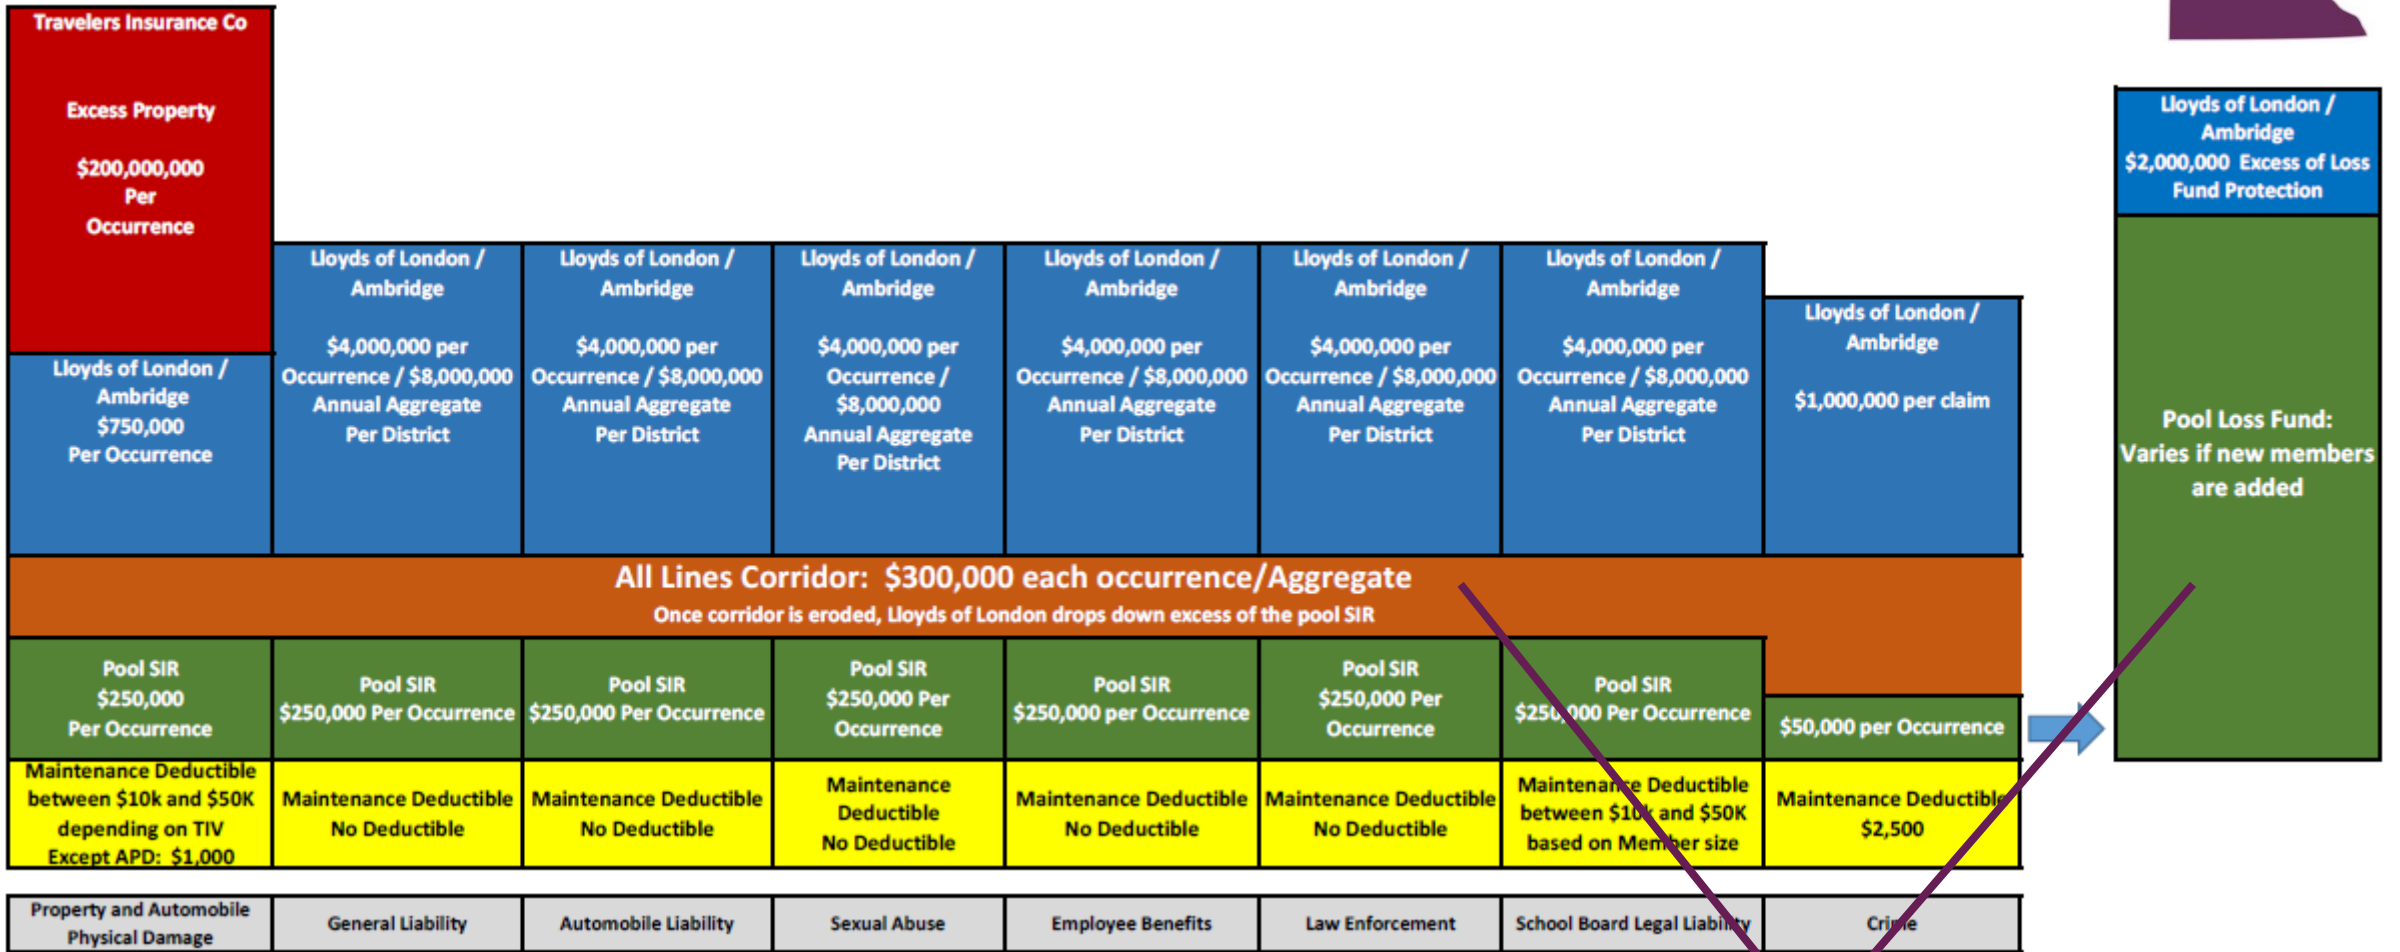 Travelers Insurance Co
Excess Property
$200,000,000
Per
Occurrence
Lloyds of London /
Ambridge
$750,000
Per Occurrence
Lloyds of London /
Ambridge
$4,000,000 per
Occurrence / $8,000,000
Annual Aggregate
Per District
Lloyds of London /
Ambridge
$4,000,000 per
Occurrence / $8,000,000
Annual Aggregate
Per District
Lloyds of London /
Ambridge
$4,000,000 per
Occurrence /
$8,000,000
Annual Aggregate
Per District
Lloyds of London /
Ambridge
$4,000,000 per
Occurrence / $8,000,000
Annual Aggregate
Per District
Lloyds of London /
Ambridge
$4,000,000 per
Occurrence / $8,000,000
Annual Aggregate
Per District
Lloyds of London /
Ambridge
$4,000,000 per
Occurrence / $8,000,000
Annual Aggregate
Per District
Lloyds of London /
Ambridge
$1,000,000 per claim
Lloyds of London /
Ambridge
$2,000,000 Excess of Loss
Fund Protection
Pool Loss Fund:
Varies if new members
are added
All Lines Corridor: $300,000 each occurrence/Aggregate
Once corridor is eroded, Lloyds of London drops down excess of the pool SIR
Pool SIR
$250,000
Per Occurrence
Pool SIR
$250,000 Per Occurrence
Pool SIR
$250,000 Per Occurrence
Pool SIR
$250,000 Per
Occurrence
Pool SIR
$250,000 per Occurrence
Pool SIR
$250,000 Per
Occurrence
Pool SIR
$250,000 Per Occurrence
$50,000 per Occurrence
Maintenance Deductible
between $10k and $50K
depending on TIV
Except APD: $1,000
Maintenance Deductible
No Deductible
Maintenance Deductible
No Deductible
Maintenance
Deductible
No Deductible
Maintenance Deductible
No Deductible
Maintenance Deductible
No Deductible
Maintenance Deductible
between $10k and $50K
based on Member size
Maintenance Deductible
$2,500
Property and Automobile
Physical Damage
General Liability
Automobile Liability
Sexual Abuse
Employee Benefits
Law Enforcement
School Board Legal Liability
Crime